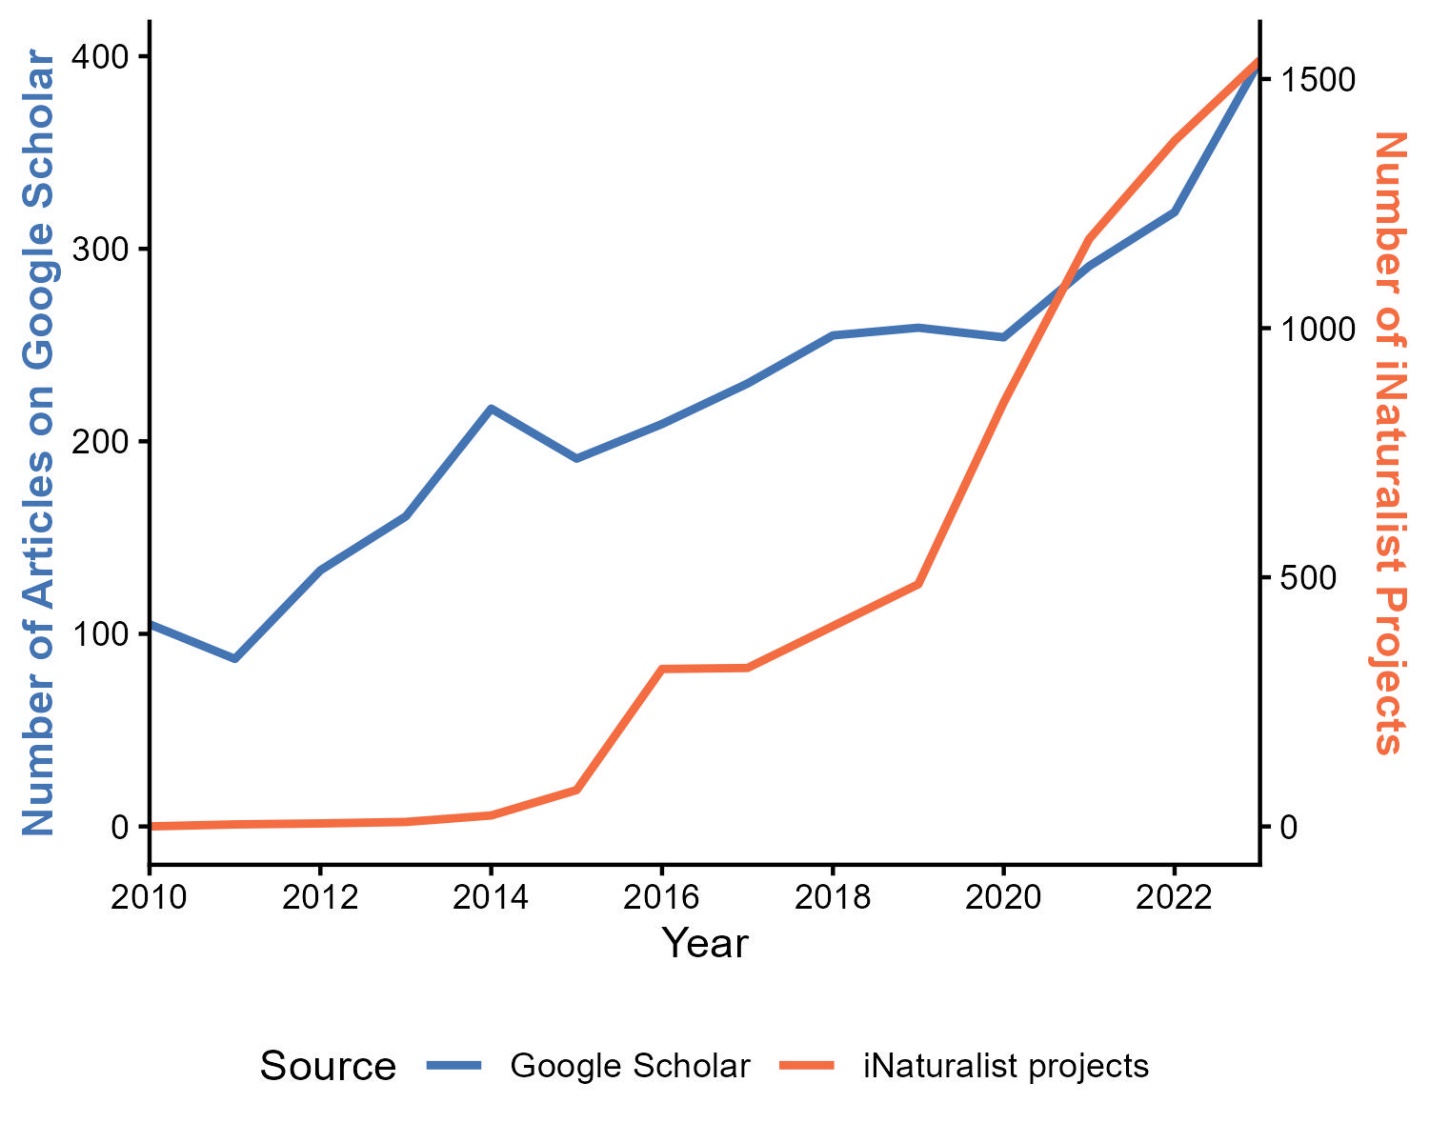 Number of Articles on Google Scholar
400
300
200
100
0
1500
1000
500
0
Number of iNaturalist Projects
2010 2012 2014 2016 2018 2020 2022
Year
Source Google Scholar iNaturalist projects